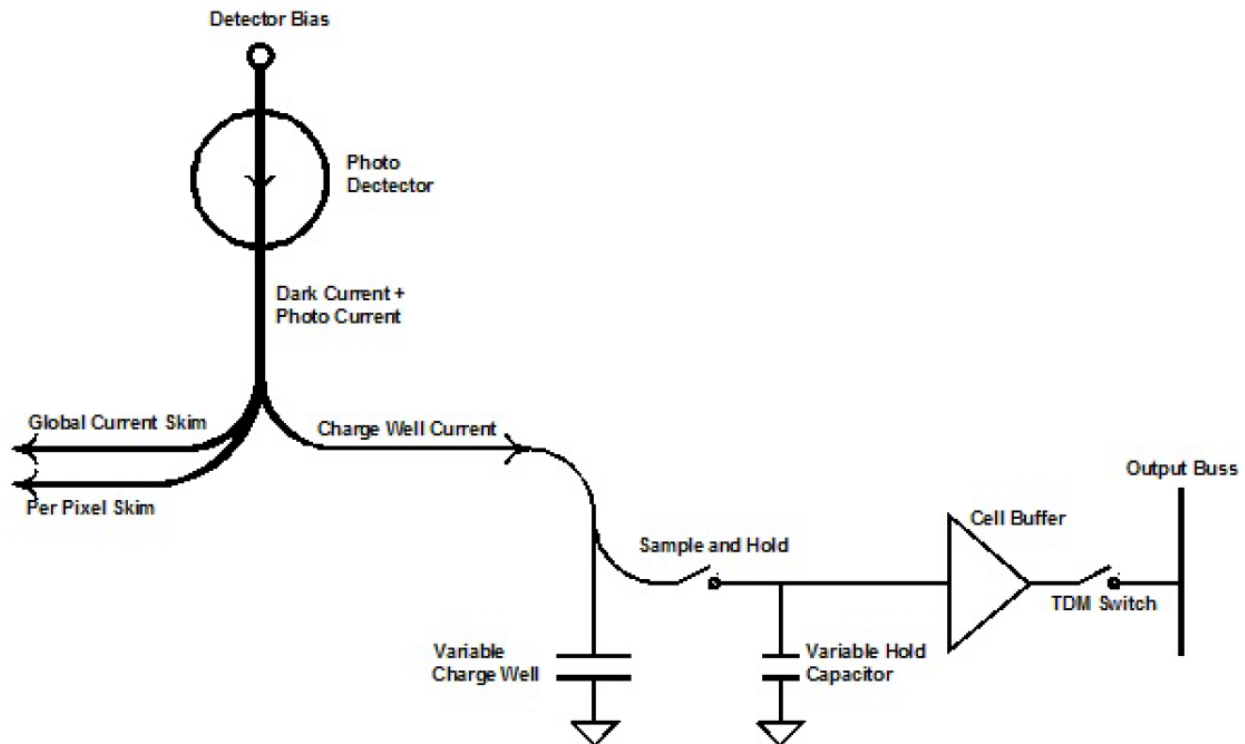 Detector Bias
Photo
Dectector
Dark Current +
Photo Current
Global Current Skim
Charge Well Current
Per Pixel Skim
Output Buss
Cell Buffer
Sample and Hold
TDM Switch
Variable
Charge Well
Variable Hold
Capacitor